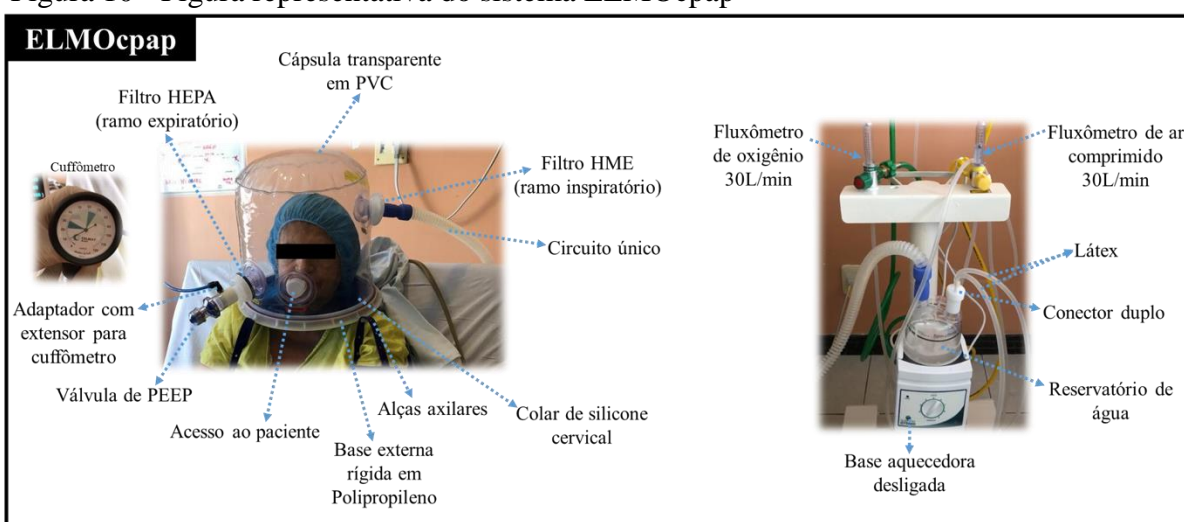 Figura 10 - Figura representativa do sistema ELMOcpap
ELMOcpap
Cápsula transparente
em PVC
Filtro HEPA
(ramo expiratório)
Cuffômetro
Filtro HME
(ramo inspiratório)
Circuito único
Adaptador com
extensor para
cuffômetro
Válvula de PEEP
Acesso ao paciente
Alças axilares
Colar de silicone
cervical
Base externa
rígida em
Polipropileno
Fluxômetro
de oxigênio
30L/min
Fluxômetro de ar
comprimido
30L/min
Látex
Conector duplo
Reservatório de
água
Base aquecedora
desligada